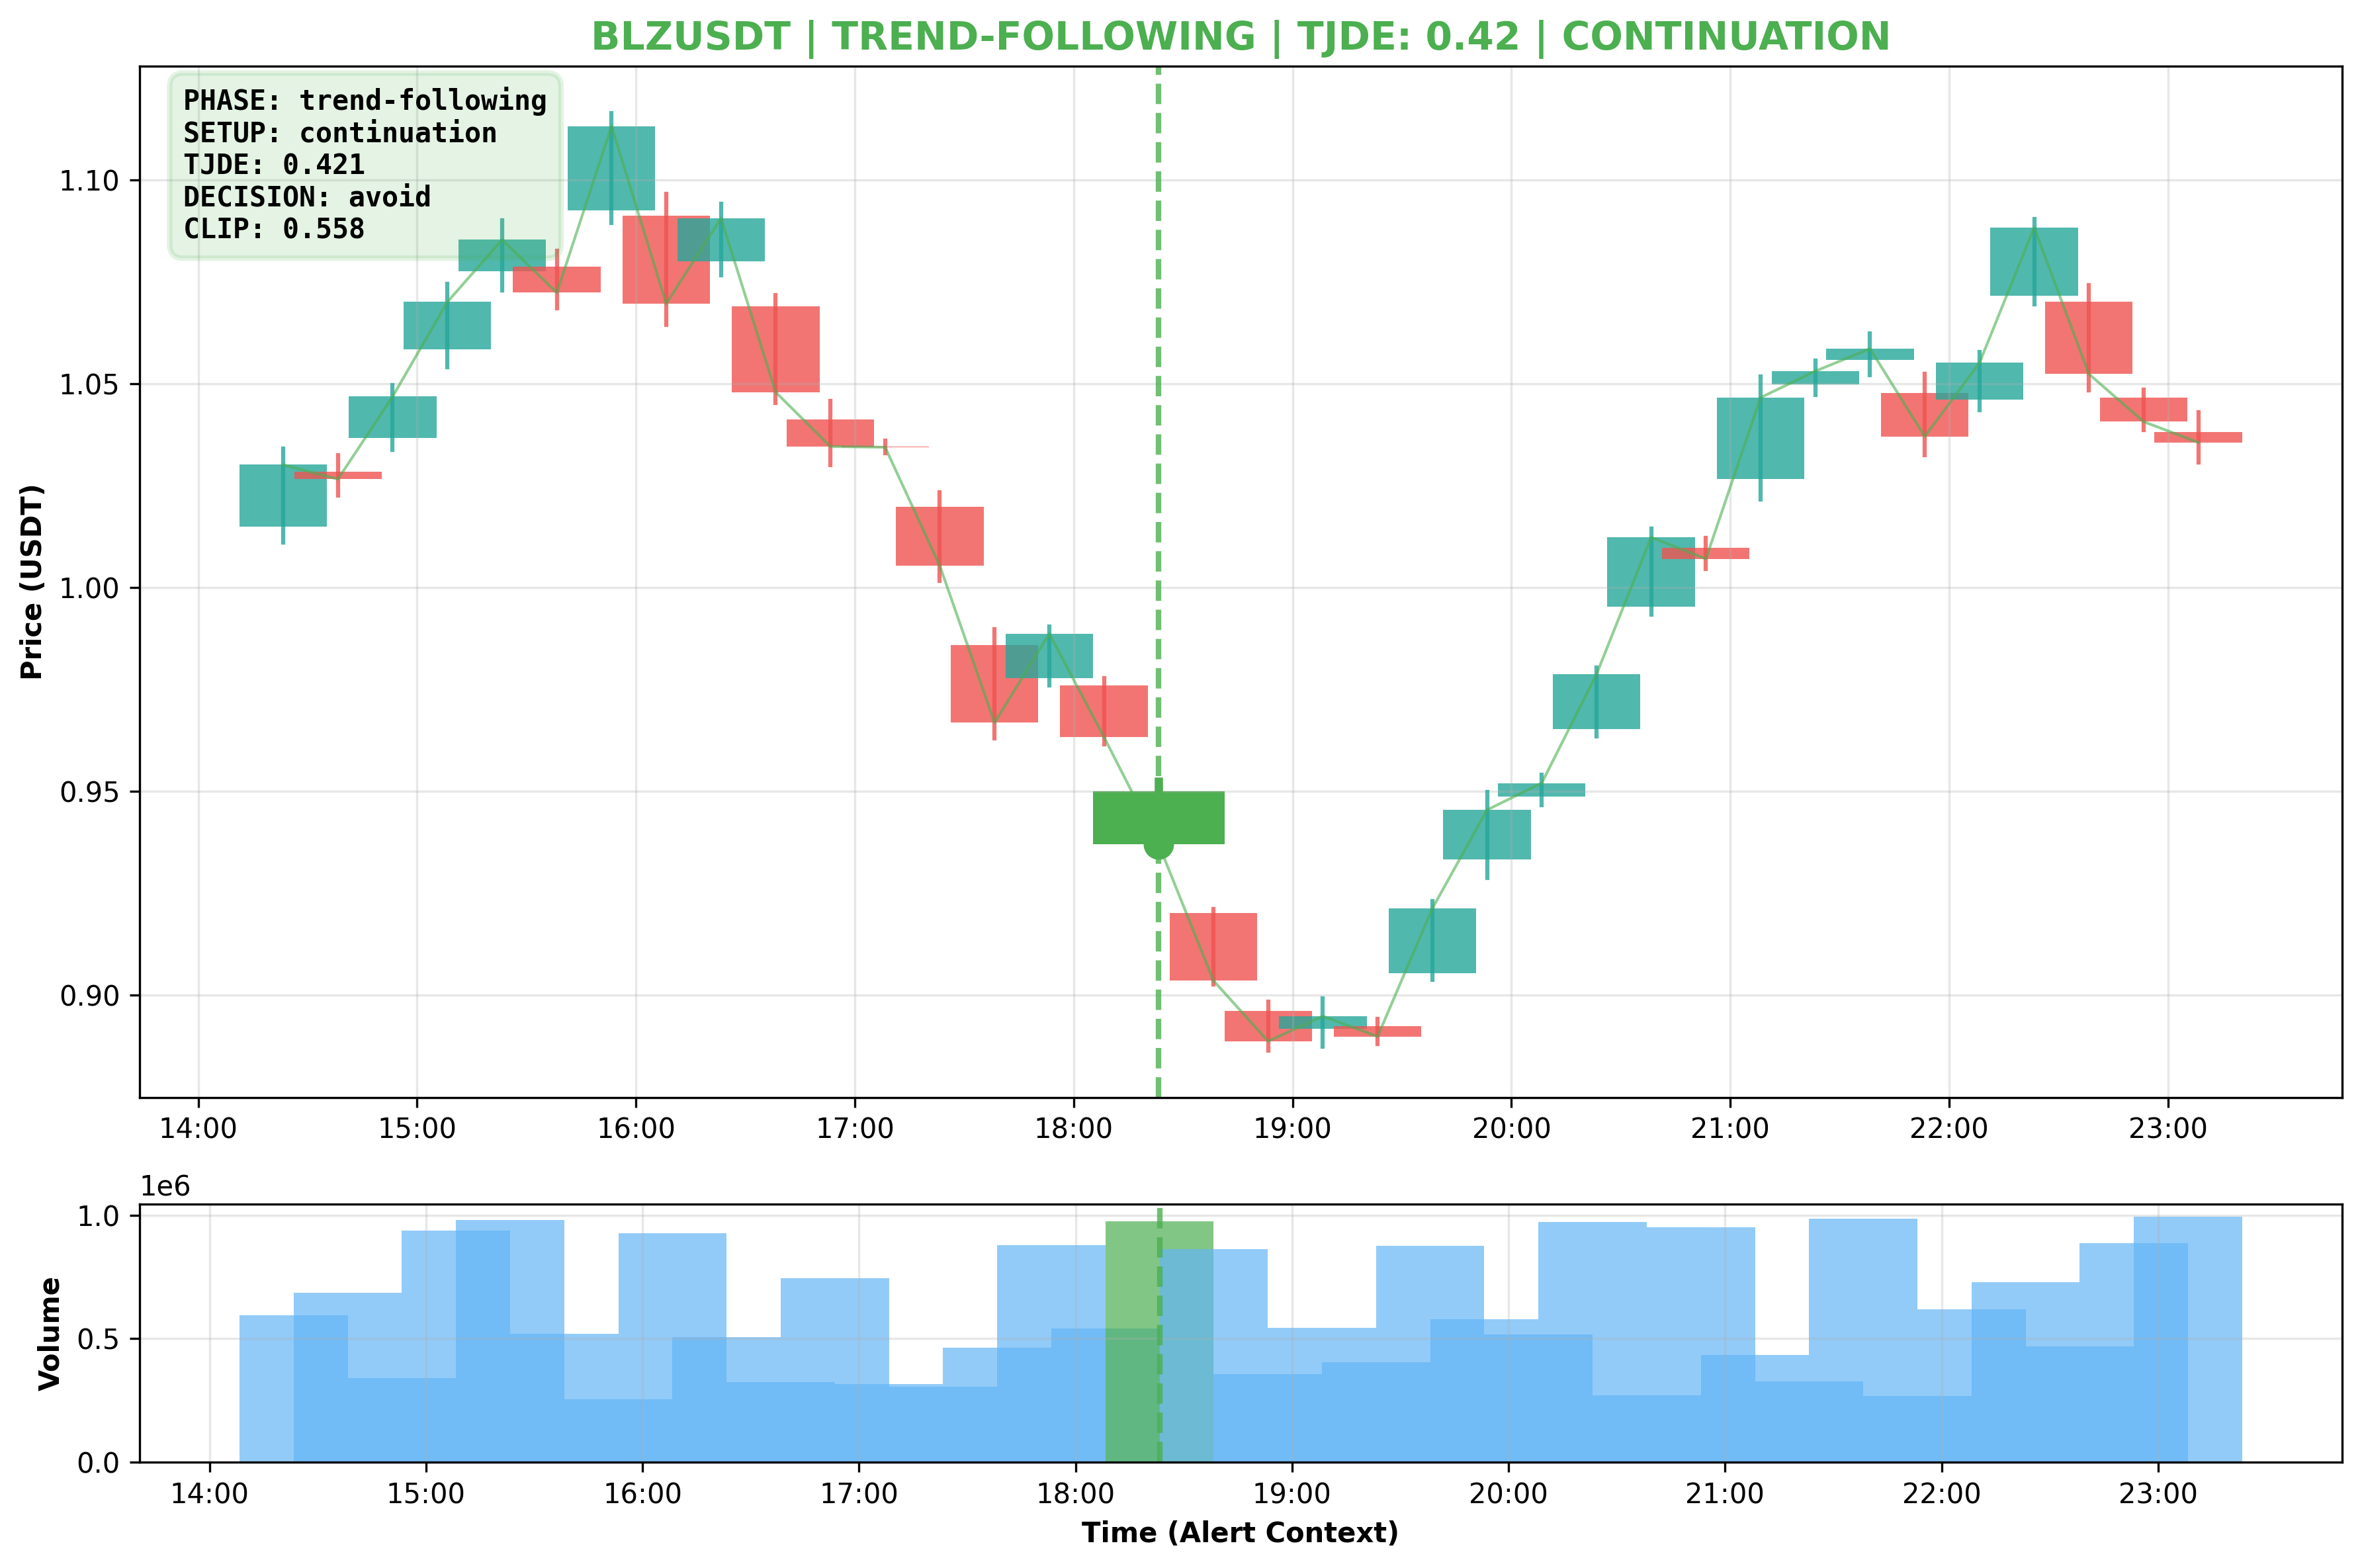 BLZUSDT | TREND-FOLLOWING | TJDE: 0.42 | CONTINUATION
PHASE: trend-following
SETUP: continuation
TJDE: 0.421
DECISION: avoid
CLIP: 0.558
Price (USDT)
1.10
1.05
1.00
0.95
0.90
14:00 15:00 16:00 17:00 18:00 19:00 20:00 21:00 22:00 23:00
1e6
Volume
1.0
0.5
0.0
14:00 15:00 16:00 17:00 18:00 19:00 20:00 21:00 22:00 23:00
Time (Alert Context)